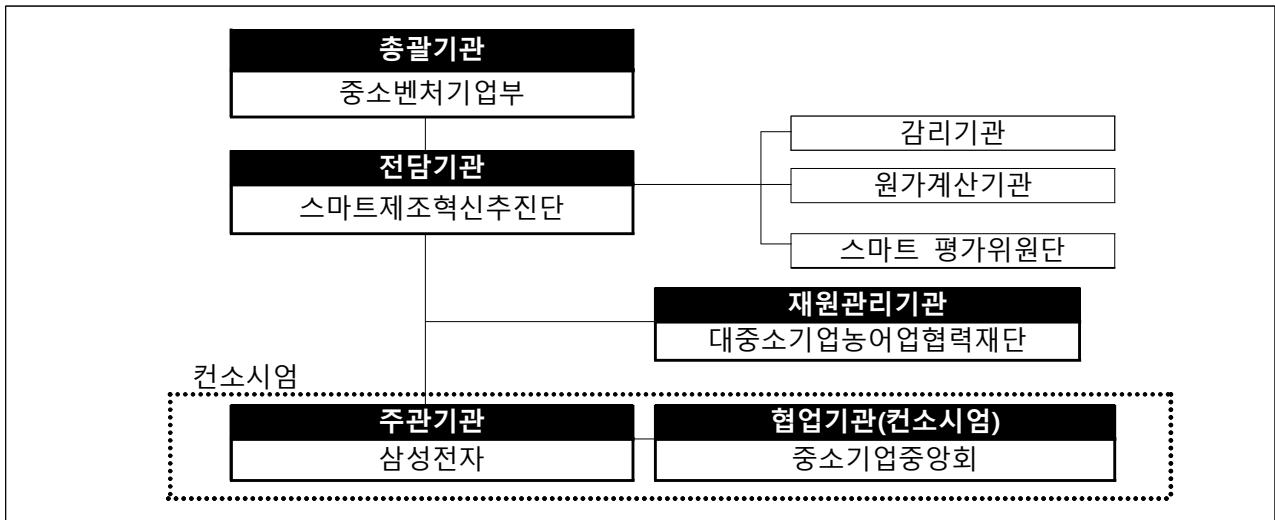 총괄기관
중소벤처기업부
감리기관
전담기관
원가계산기관
스마트제조혁신추진단
스마트 평가위원단
재원관리기관
대중소기업농어업협력재단
컨소시엄
주관기관
협업기관(컨소시엄)
삼성전자
중소기업중앙회